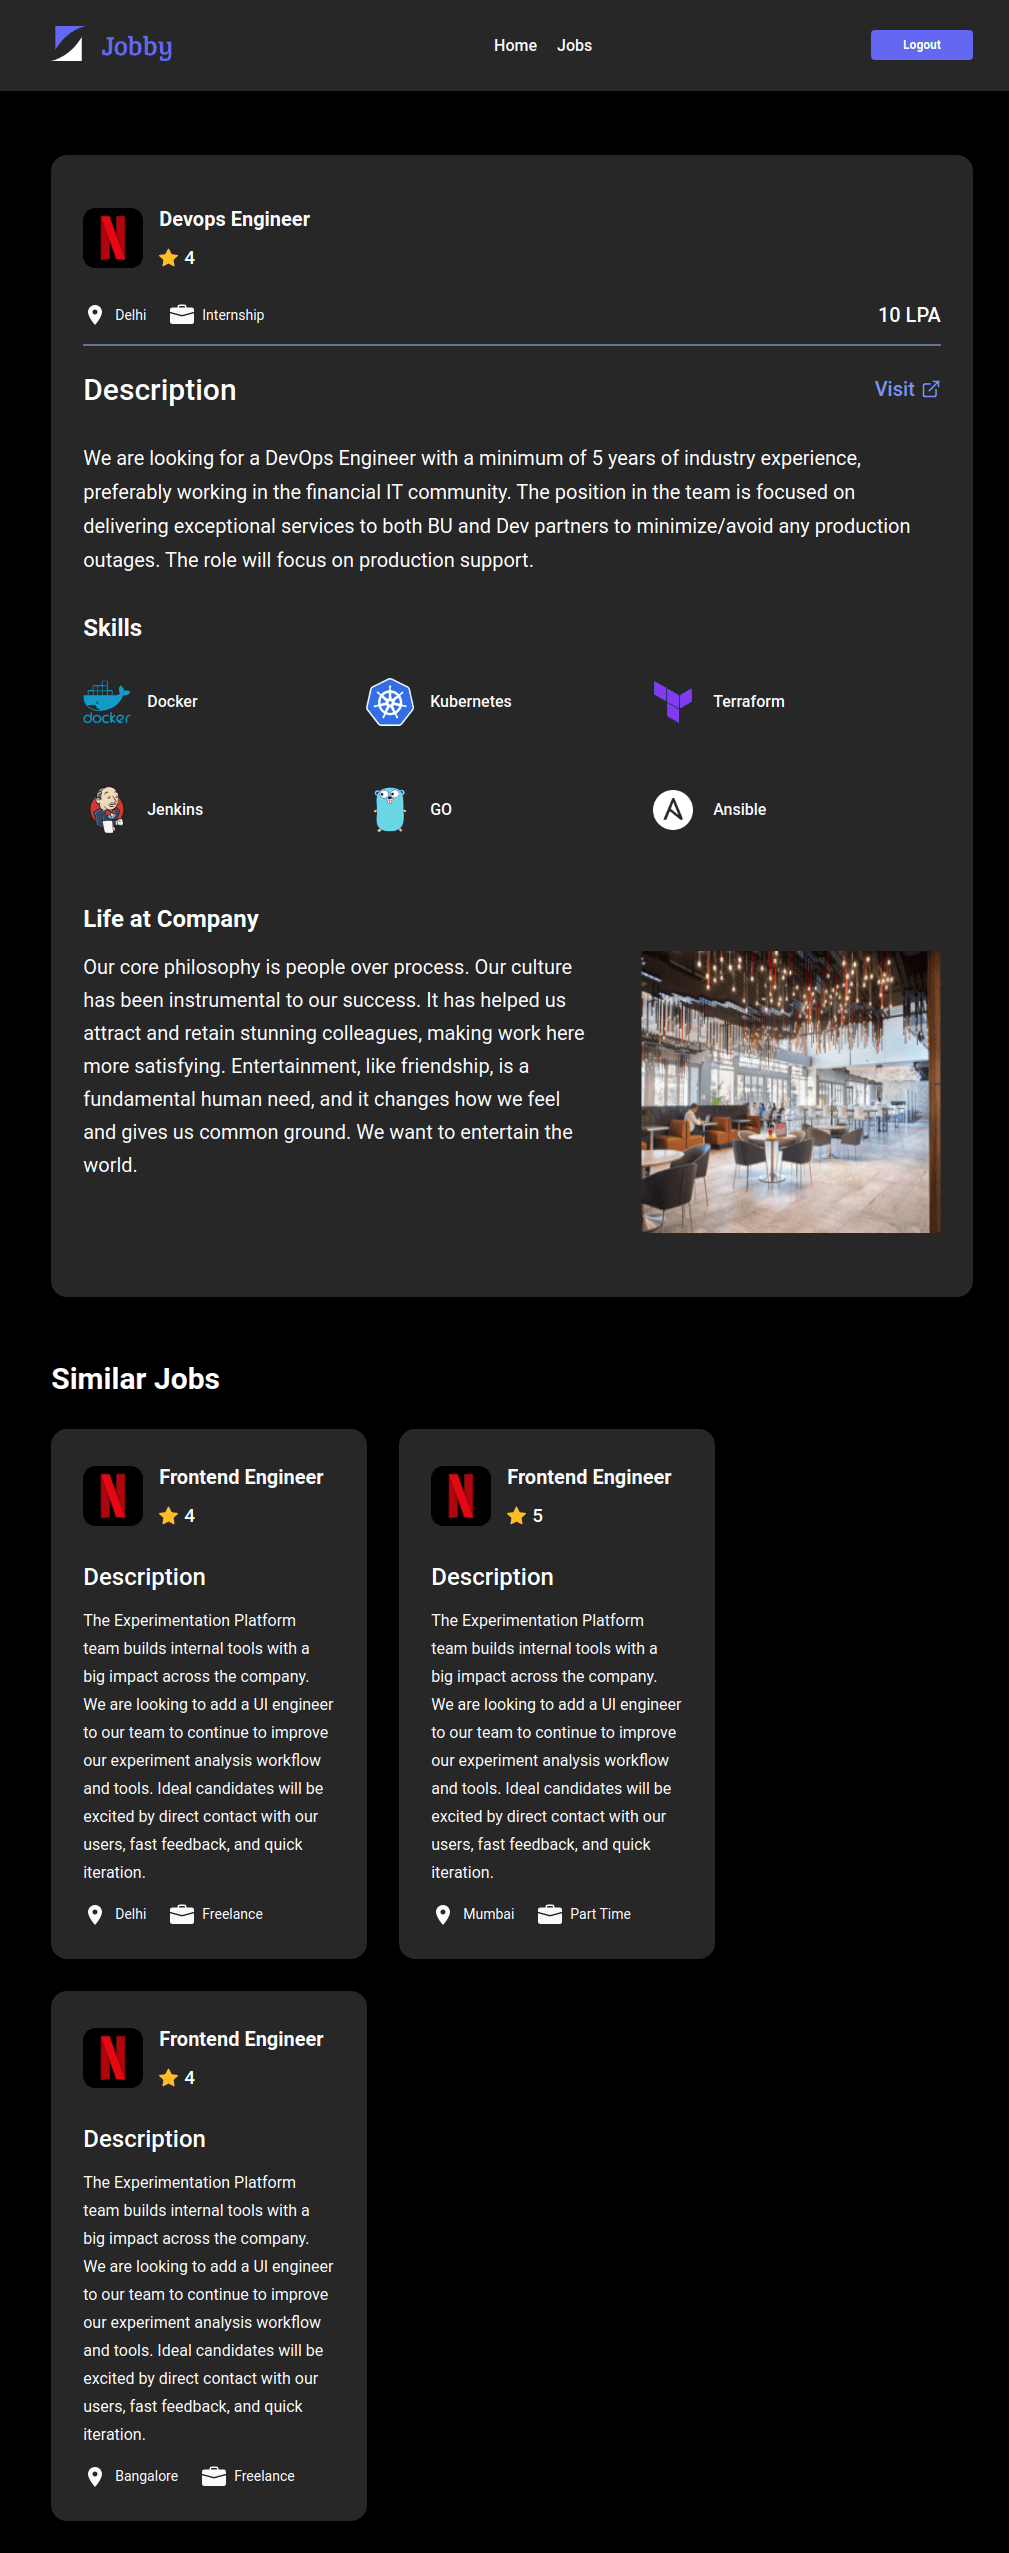 Jobby
Home Jobs
Logout
Devops Engineer
4
Delhi Internship
10 LPA
Description
Visit
We are looking for a DevOps Engineer with a minimum of 5 years of industry experience,
preferably working in the financial IT community. The position in the team is focused on
delivering exceptional services to both BU and Dev partners to minimize/avoid any production
outages. The role will focus on production support.
Skills
docker
Docker
Kubernetes
Terraform
Jenkins
GO
Ansible
Life at Company
Our core philosophy is people over process. Our culture
has been instrumental to our success. It has helped us
attract and retain stunning colleagues, making work here
more satisfying. Entertainment, like friendship, is a
fundamental human need, and it changes how we feel
and gives us common ground. We want to entertain the
world.
Similar Jobs
Frontend Engineer
4
Description
The Experimentation Platform
team builds internal tools with a
big impact across the company.
We are looking to add a UI engineer
to our team to continue to improve
our experiment analysis workflow
and tools. Ideal candidates will be
excited by direct contact with our
users, fast feedback, and quick
iteration.
Delhi Freelance
Frontend Engineer
5
Description
The Experimentation Platform
team builds internal tools with a
big impact across the company.
We are looking to add a UI engineer
to our team to continue to improve
our experiment analysis workflow
and tools. Ideal candidates will be
excited by direct contact with our
users, fast feedback, and quick
iteration.
Mumbai Part Time
Frontend Engineer
4
Description
The Experimentation Platform
team builds internal tools with a
big impact across the company.
We are looking to add a UI engineer
to our team to continue to improve
our experiment analysis workflow
and tools. Ideal candidates will be
excited by direct contact with our
users, fast feedback, and quick
iteration.
Bangalore Freelance